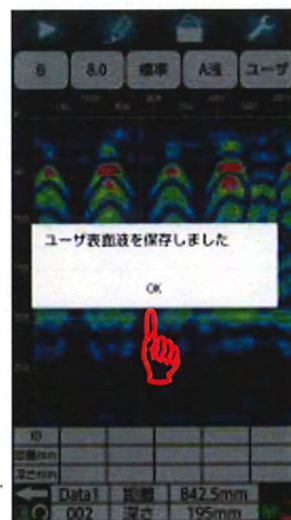 8.0 標準 A浅 ユーザ
ユーザ表面波を保存しました
OK
ID
距離mm
深さmm
Data1 距離 842.5mm
002 深さ 195mm